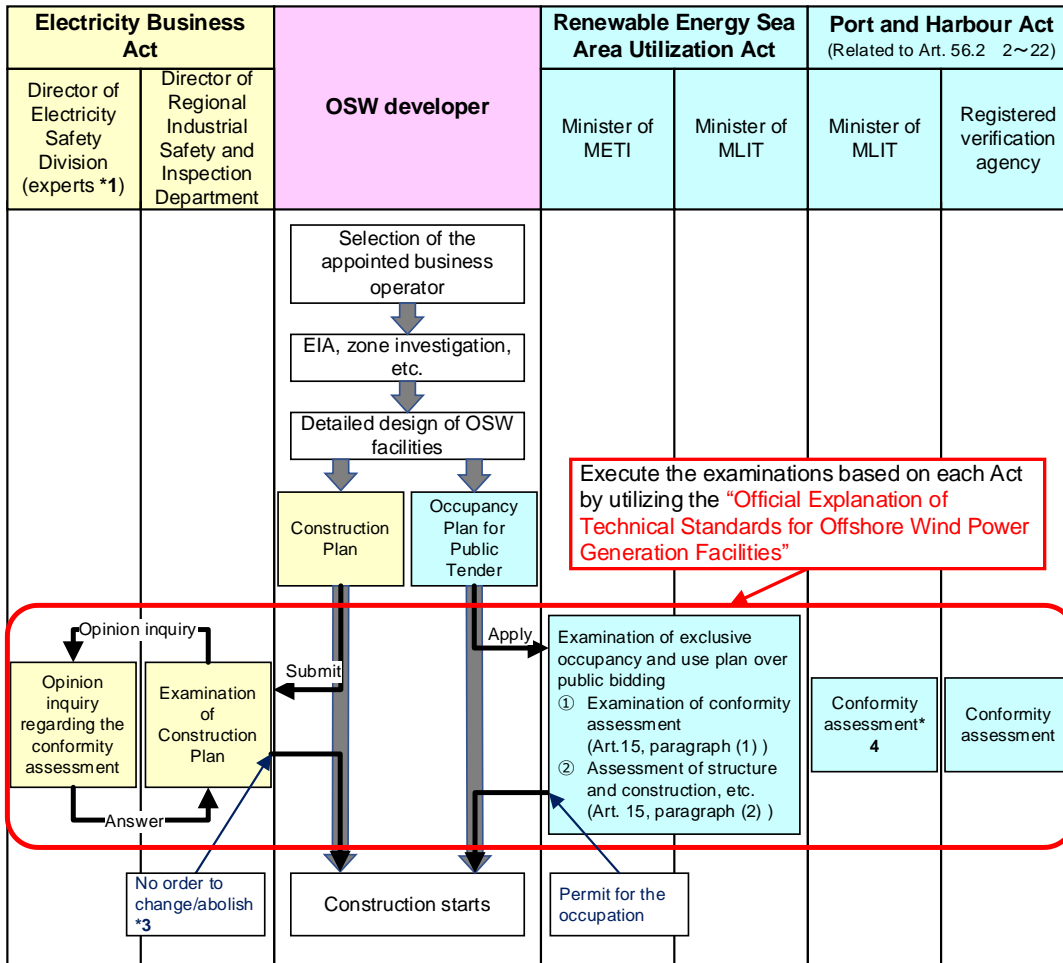 Electricity Business
Act
OSW developer
Renewable Energy Sea
Area Utilization Act
Port and Harbour Act
(Related to Art. 56.2 2～22)
Director of
Electricity
Safety
Division
(experts *1)
Director of
Regional
Industrial
Safety and
Inspection
Department
Minister of
METI
Minister of
MLIT
Minister of
MLIT
Registered
verification
agency
Selection of the
appointed business
operator
EIA, zone investigation,
etc.
Detailed design of OSW
facilities
Construction
Plan
Occupancy
Plan for
Public
Tender
Execute the examinations based on each Act
by utilizing the “Official Explanation of
Technical Standards for Offshore Wind Power
Generation Facilities”
Opinion inquiry
Opinion
inquiry
regarding the
conformity
assessment
Examination
of
Construction
Plan
Answer
Submit
Apply
Examination of exclusive
occupancy and use plan over
public bidding
① Examination of conformity
assessment
(Art.15, paragraph (1) )
② Assessment of structure
and construction, etc.
(Art. 15, paragraph (2) )
Conformity
assessment*
4
Conformity
assessment
No order to
change/abolish
*3
Construction starts
Permit for the
occupation